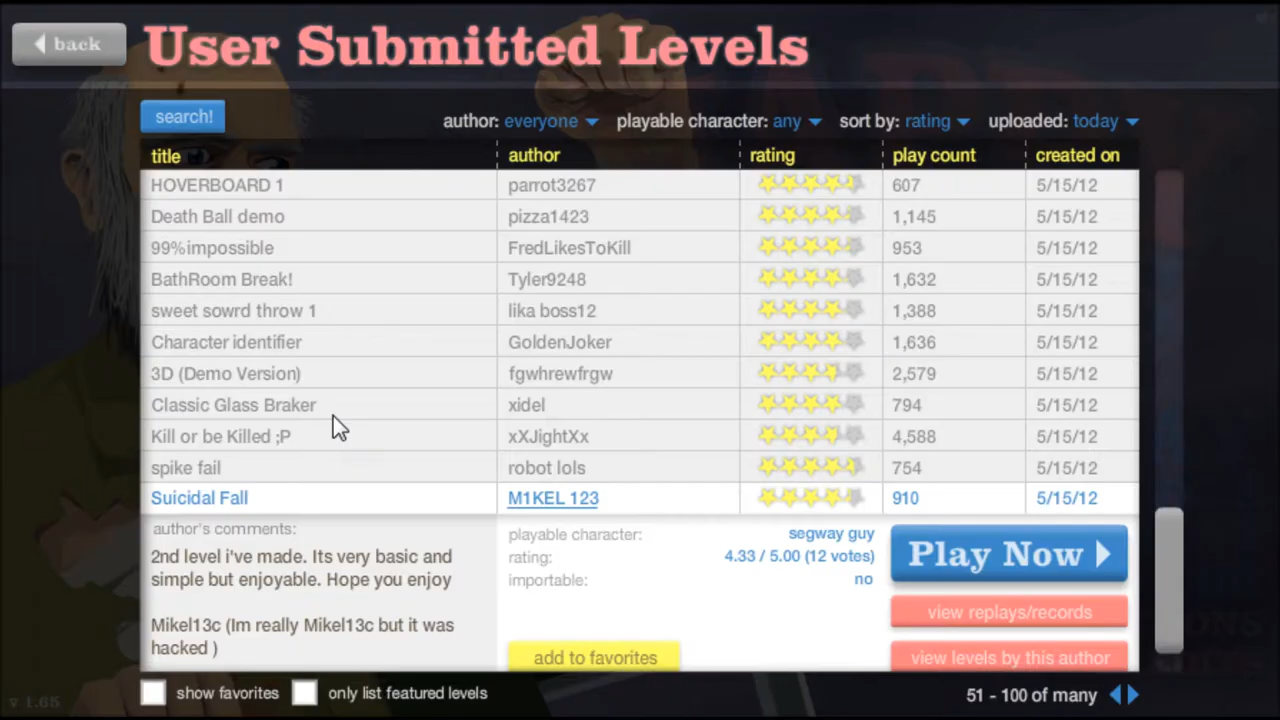 back
User Submitted Levels
search!
author: everyone playable character: any sort by: rating uploaded: today
title author rating play count created on
HOVERBOARD 1 parrot3267 607 5/15/12
Death Ball demo pizza1423 1,145 5/15/12
99%impossible FredLikesToKill 953 5/15/12
BathRoom Break! Tyler9248 1,632 5/15/12
sweet sowrd throw 1 lika boss12 1,388 5/15/12
Character identifier GoldenJoker 1,636 5/15/12
3D (Demo Version) fgwhrewfrgw 2,579 5/15/12
Classic Glass Braker xidel 794 5/15/12
Kill or be Killed ;P xXJightXx 4,588 5/15/12
spike fail robot lols 754 5/15/12
Suicidal Fall M1KEL 123 910 5/15/12
author's comments:
2nd level i've made. Its very basic and
simple but enjoyable. Hope you enjoy
Mikel13c (Im really Mikel13c but it was
hacked )
playable character: segway guy
rating: 4.33 / 5.00 (12 votes)
importable: no
add to favorites
Play Now
view replays/records
view levels by this author
show favorites only list featured levels 51 - 100 of many
v 1.65